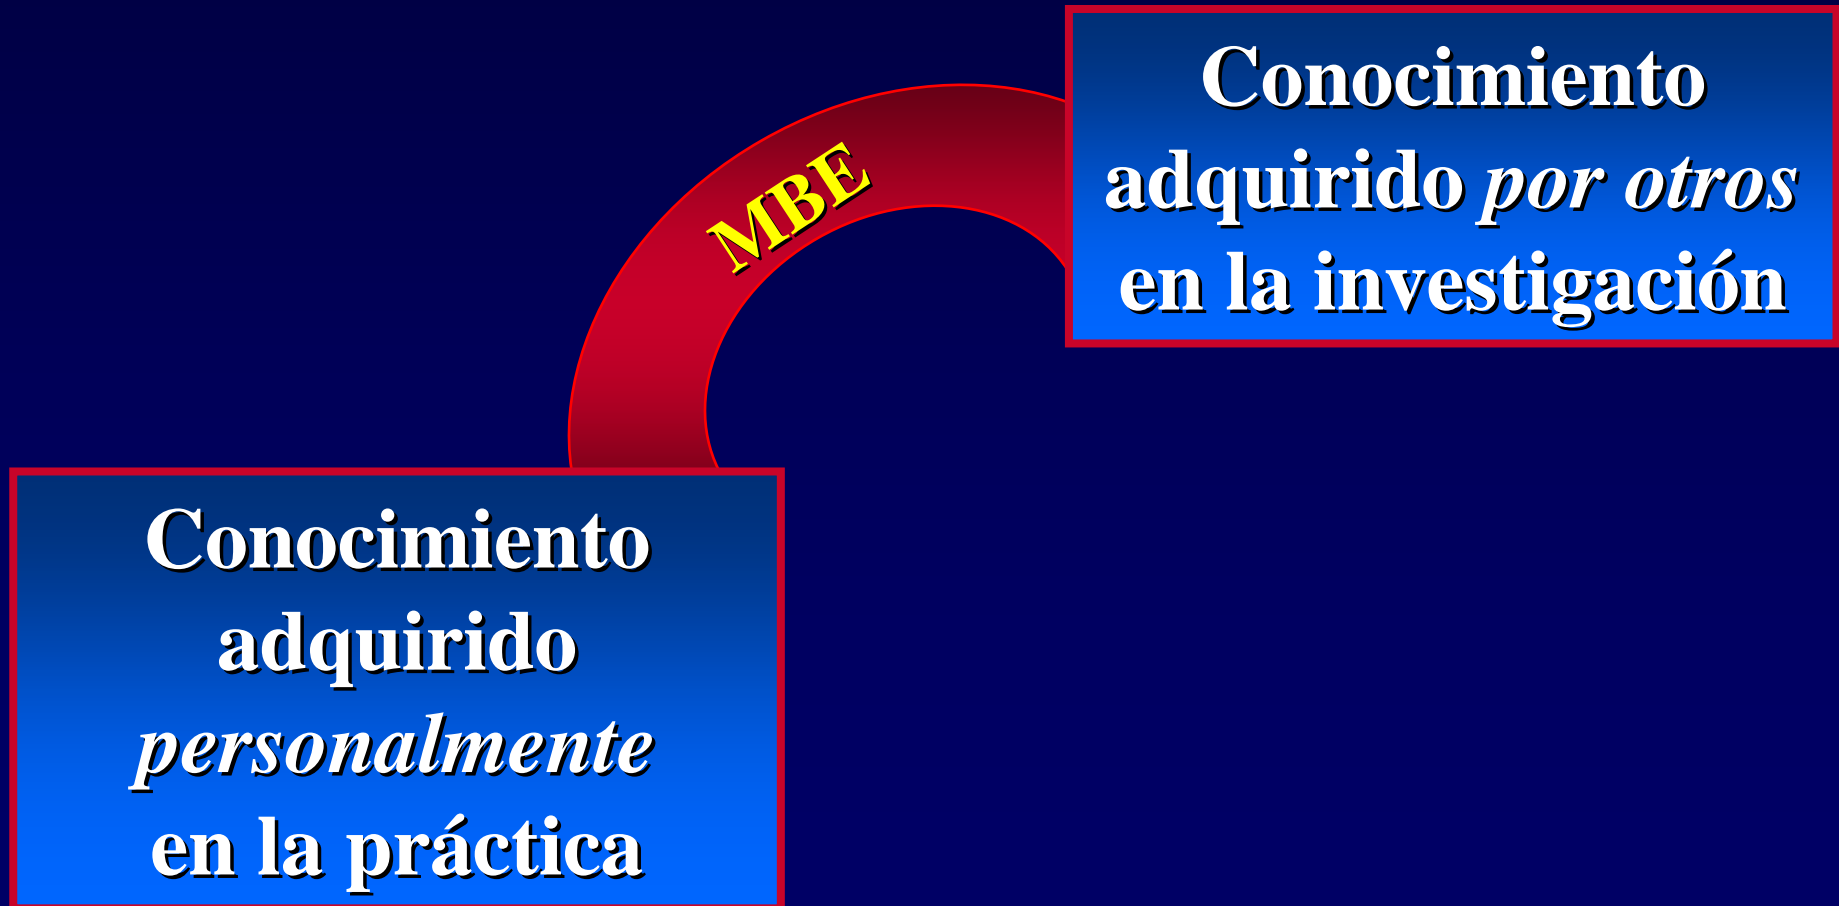 Conocimiento
adquirido por otros
en la investigación
MBE
Conocimiento
adquirido
personalmente
en la práctica